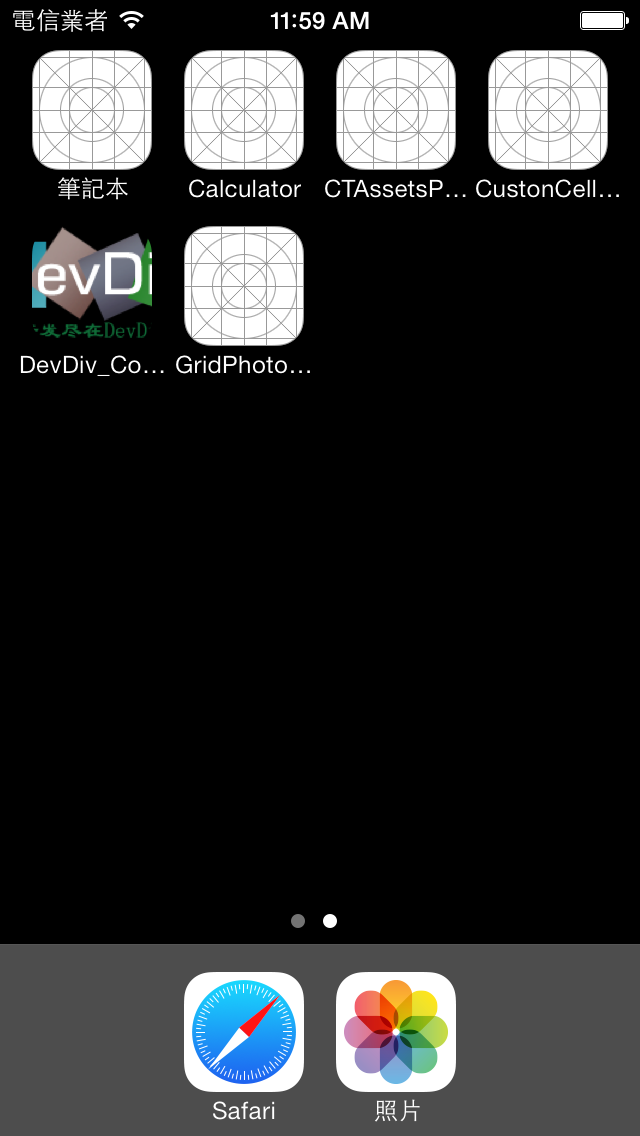 電信業者 11:59 AM
筆記本 Calculator CTAssetsP... CustonCell...
evDi
发尽在DevD
DevDiv_Co... GridPhoto...
Safari 照片